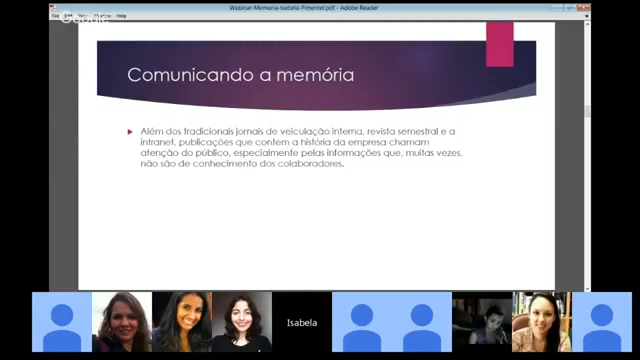 Webinar-Memoria-Isabela-Pimentel.pdf - Adobe Reader
Comunicando a memória
Além dos tradicionais jornais de veiculação interna, revista semestral e a
intranet, publicações que contem a história da empresa chamam
atenção do público, especialmente pelas informações que, muitas vezes,
não são de conhecimento dos colaboradores.
Isabela